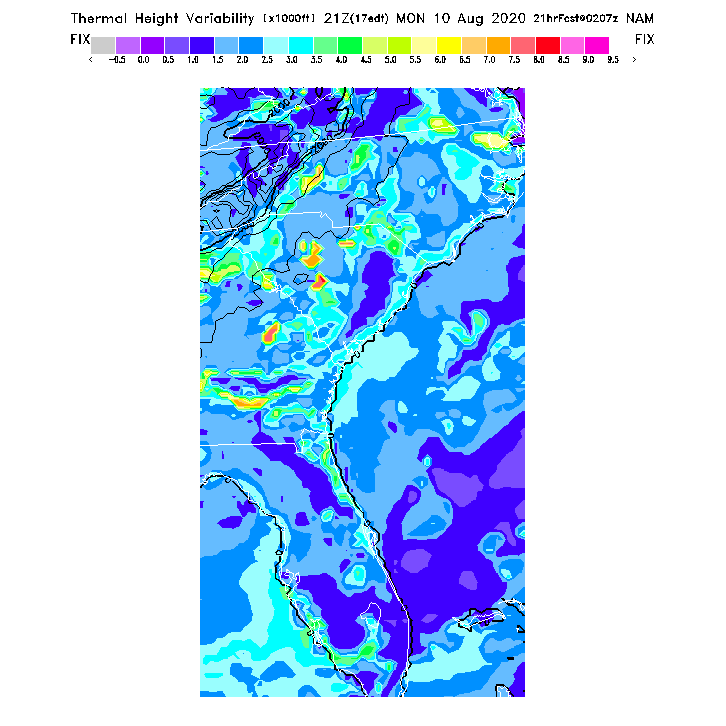 Thermal Height Variability [x1000ft] 21Z(17edt) MON 10 Aug 2020 21hrFcst@0207z NAM
FIX FIX
< -0.5 0.0 0.5 1.0 1.5 2.0 2.5 3.0 3.5 4.0 4.5 5.0 5.5 6.0 6.5 7.0 7.5 8.0 8.5 9.0 9.5 >